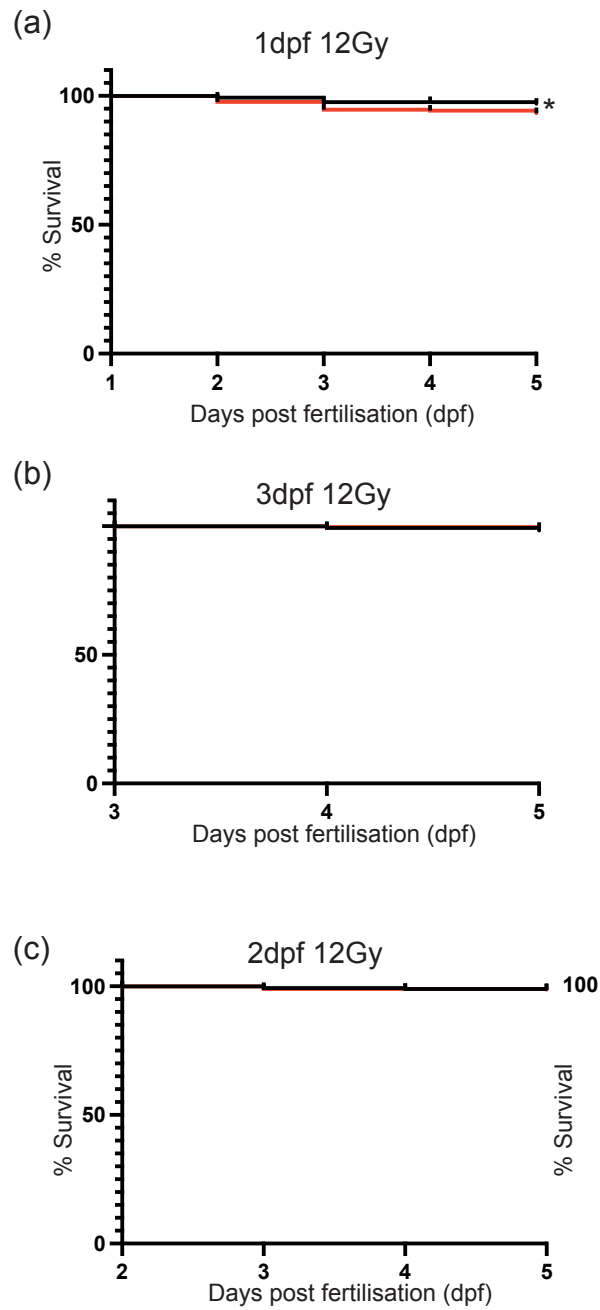 (a)
1dpf 12Gy
100
50
0
% Survival
*
1 2 3 4 5
Days post fertilisation (dpf)
(b)
3dpf 12Gy
50
0
3 4 5
Days post fertilisation (dpf)
(c)
2dpf 12Gy
100
50
0
% Survival
100
% Survival
2 3 4 5
Days post fertilisation (dpf)